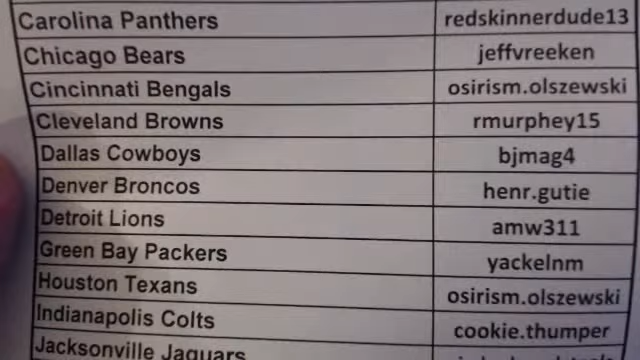 Carolina Panthers redskinnerdude13
Chicago Bears jeffvreeken
Cincinnati Bengals osirism.olszewski
Cleveland Browns rmurphey15
Dallas Cowboys bjmag4
Denver Broncos henr.gutie
Detroit Lions amw311
Green Bay Packers yackelnm
Houston Texans osirism.olszewski
Indianapolis Colts cookie.thumper
Jacksonville Jaguars